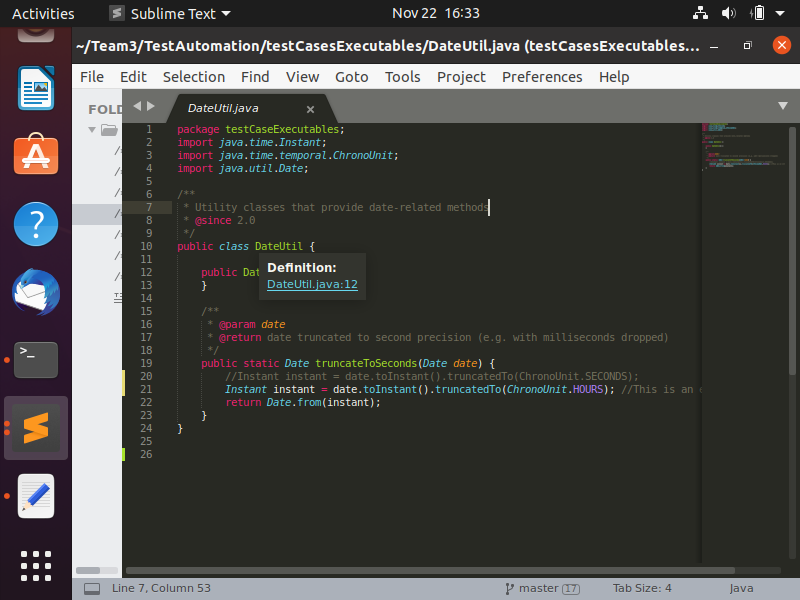 Activities
Sublime Text
Nov 22 16:33
~/Team3/TestAutomation/testCasesExecutables/DateUtil.java (testCasesExecutables...
File Edit Selection Find View Goto Tools Project Preferences Help
FOLD
DateUtil.java
1 package testCaseExecutables;
2 import java.time.Instant;
3 import java.time.temporal.ChronoUnit;
4 import java.util.Date;
5
6 /**
7 * Utility classes that provide date-related methods
8 * @since 2.0
9 */
10 public class DateUtil {
11
12 public Dat
13 }
14
15 /**
16 * @param date
17 * @return date truncated to second precision (e.g. with milliseconds dropped)
18 */
19 public static Date truncateToSeconds(Date date) {
20 //Instant instant = date.toInstant().truncatedTo(ChronoUnit.SECONDS);
21 Instant instant = date.toInstant().truncatedTo(ChronoUnit.HOURS); //This is an
22 return Date.from(instant);
23 }
24 }
25
26
Definition:
DateUtil.java:12
Line 7, Column 53
master 17
Tab Size: 4
Java